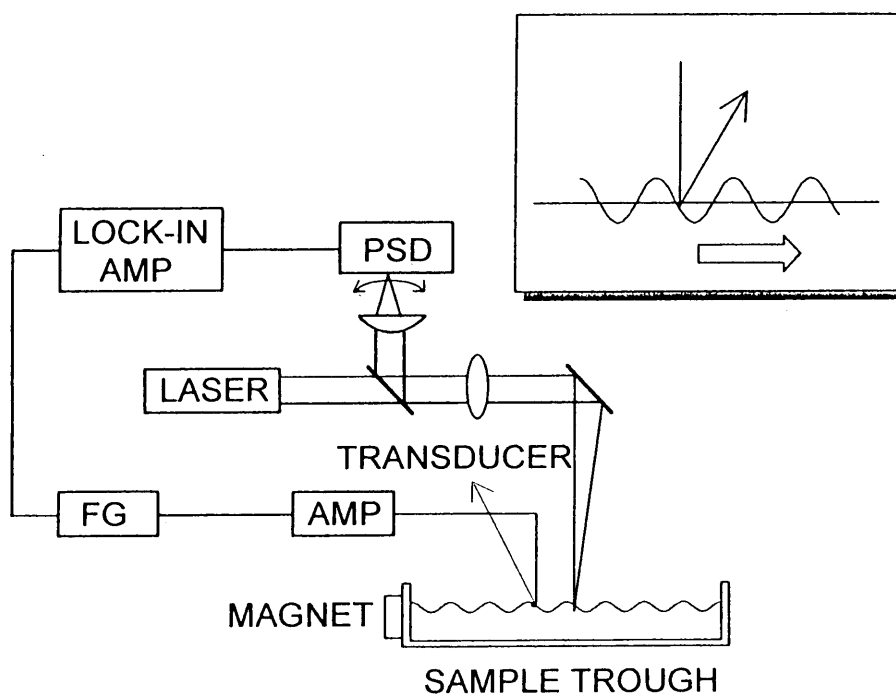 LOCK-IN
AMP
PSD
LASER
TRANSDUCER
FG
AMP
MAGNET
SAMPLE TROUGH